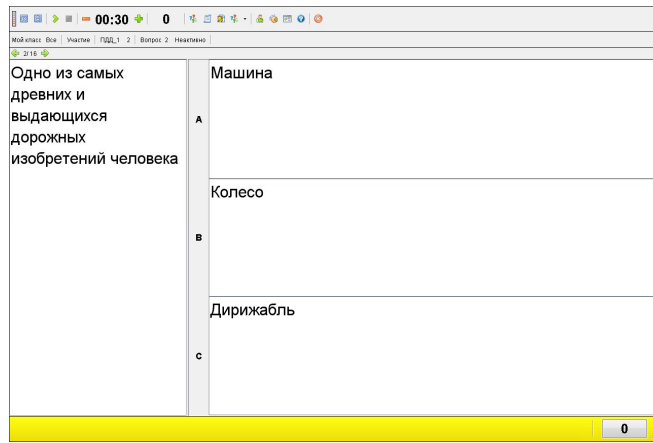 00:30 0
Мой класс Все Участие ПДД_1 2 Вопрос 2 Неактивно
2/16
Одно из самых
древних и
выдающихся
дорожных
изобретений человека
A
Машина
B
Колесо
C
Дирижабль
0